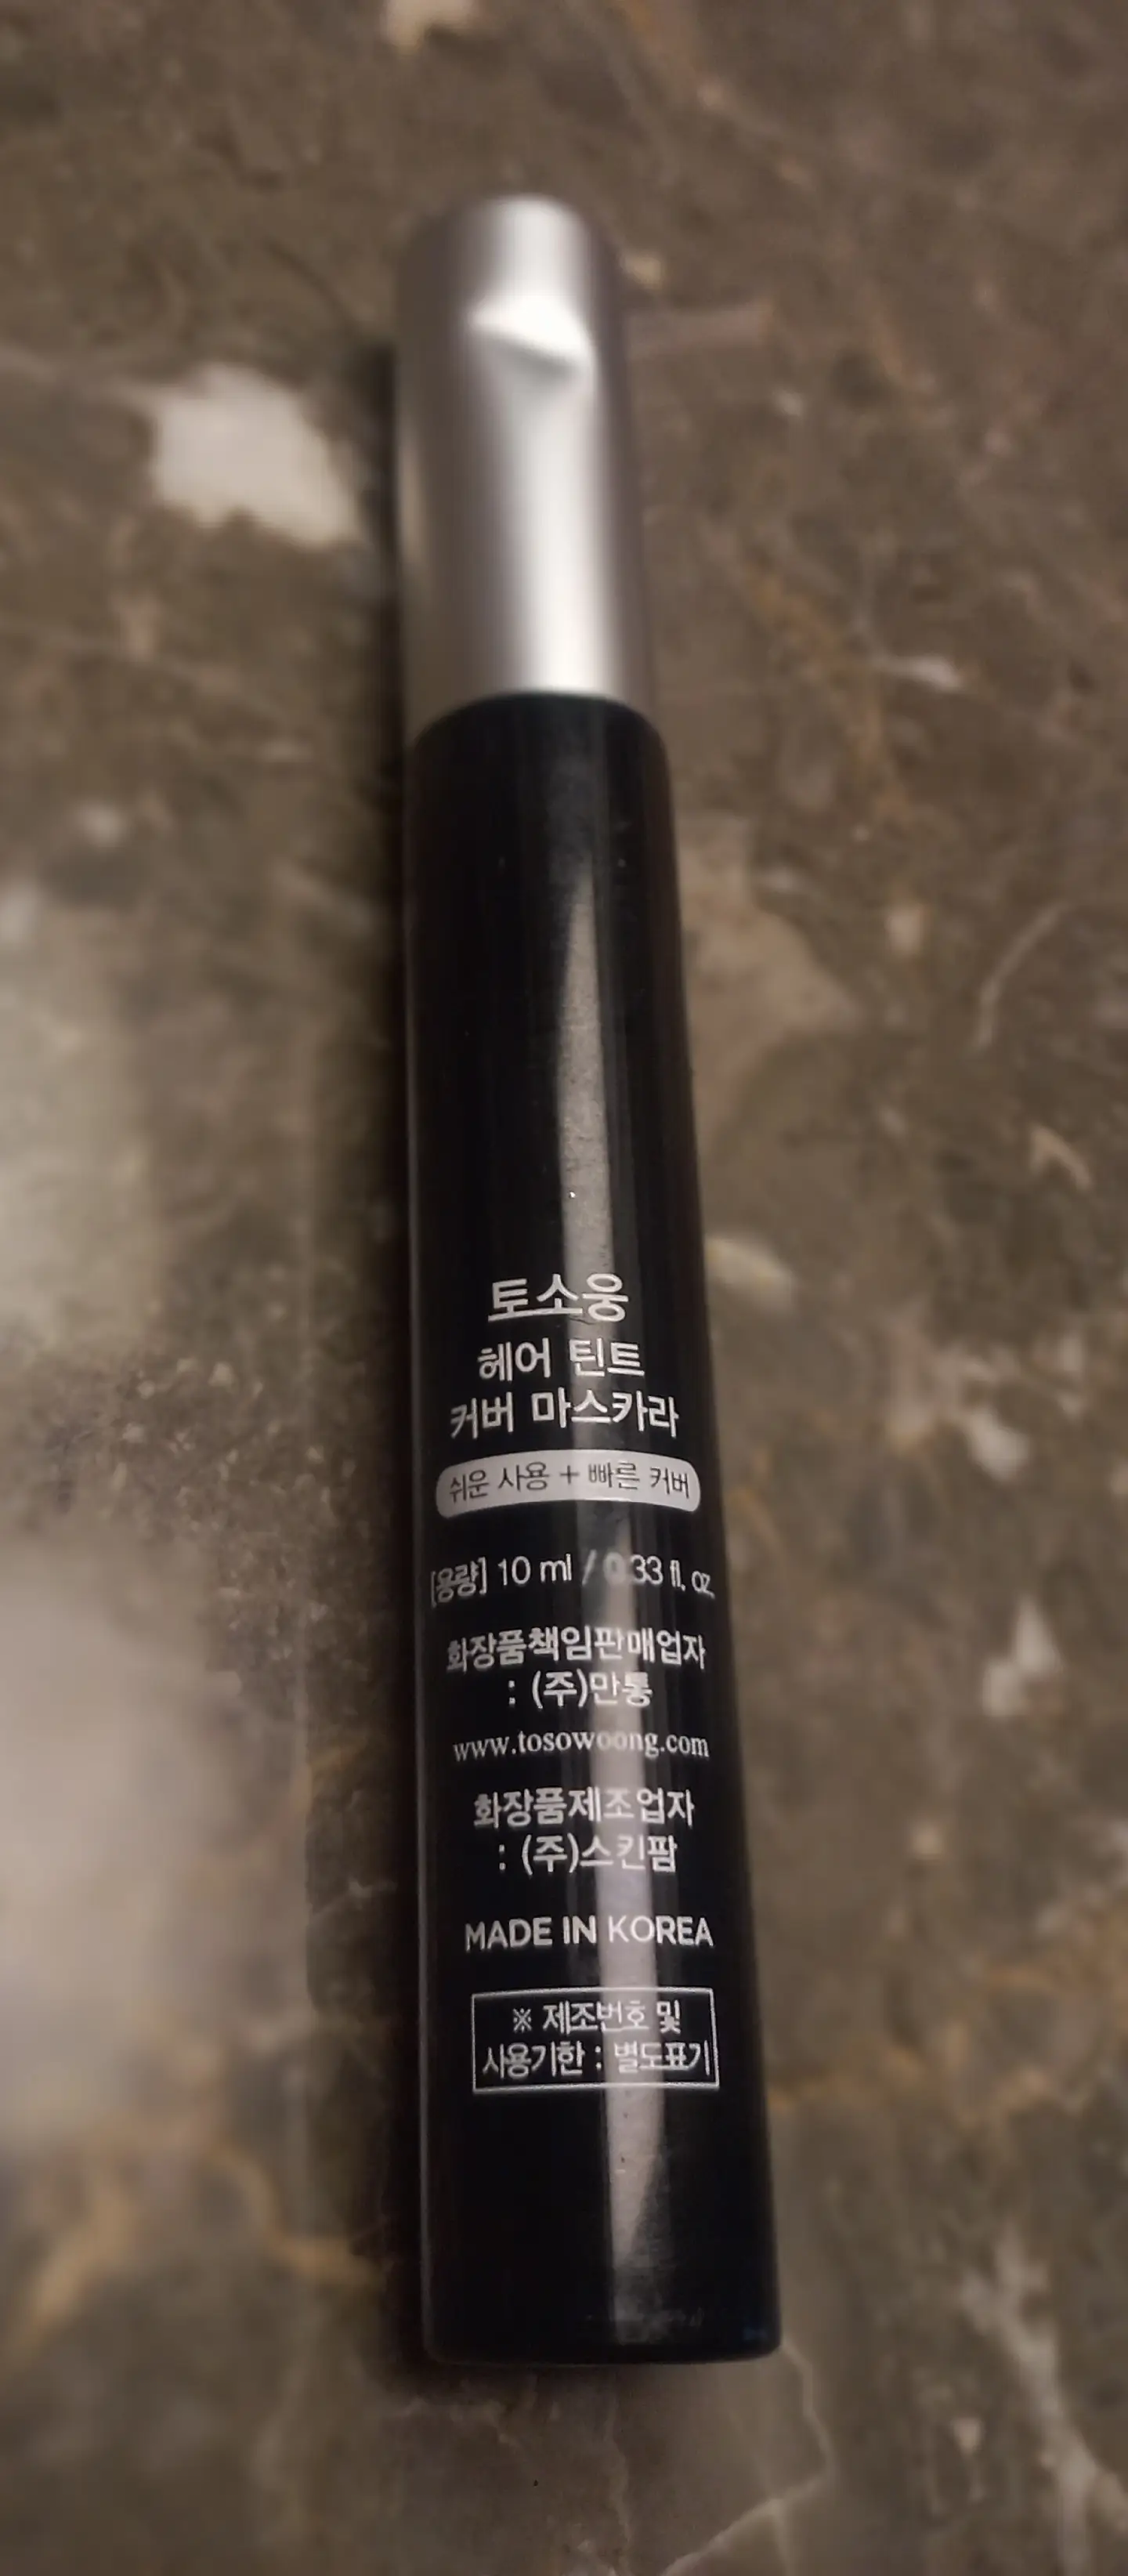 토소웅
헤어 틴트
커버 마스카라
쉬운 사용 + 빠른 커버
[용량] 10 ml / 0.33 fl. oz.
화장품책임판매업자
: (주)만통
www.tosowoong.com
화장품제조업자
: (주)스킨팜
MADE IN KOREA
※ 제조번호 및
사용기한 : 별도표기